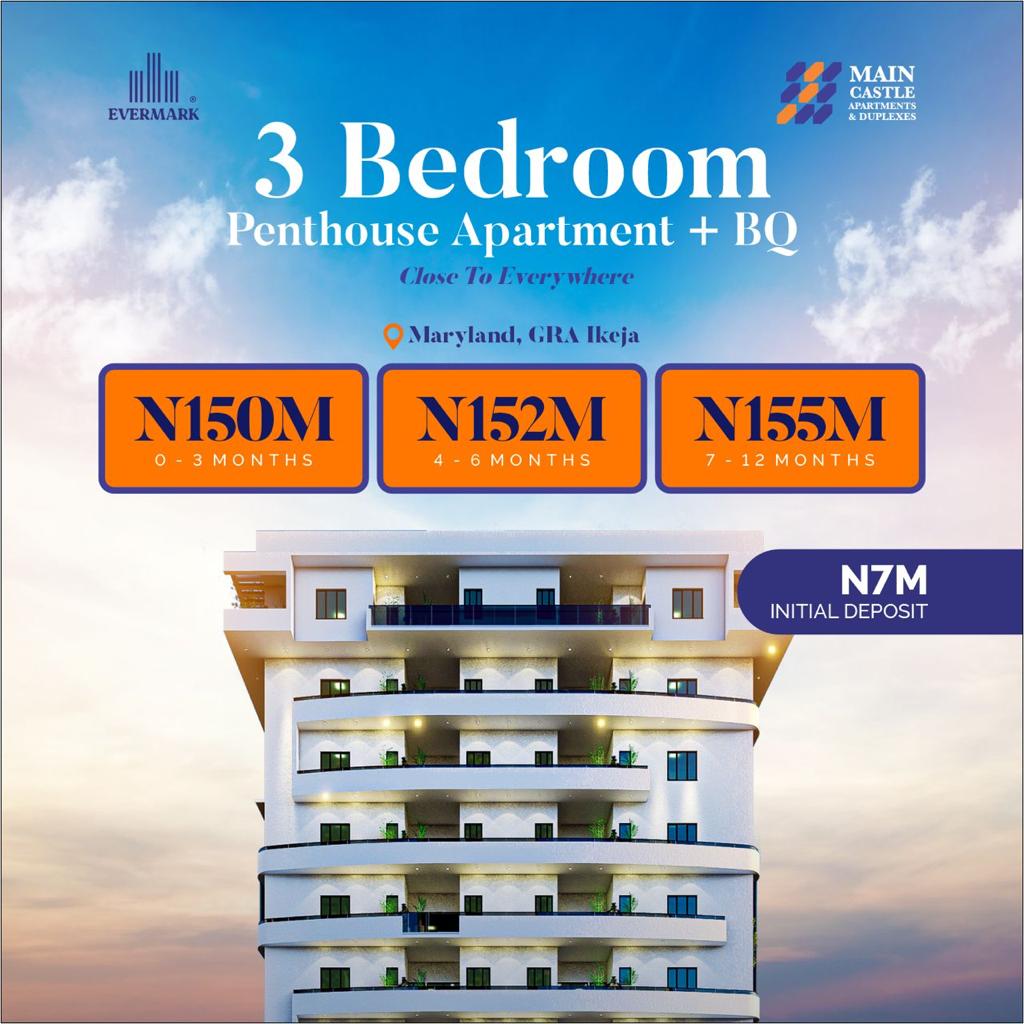 EVERMARK
®
MAIN
CASTLE
APARTMENTS
& DUPLEXES
3 Bedroom
Penthouse Apartment + BQ
Close To Everywhere
Maryland, GRA Ikeja
N150M
0 - 3 MONTHS
N152M
4 - 6 MONTHS
N155M
7 - 12 MONTHS
N7M
INITIAL DEPOSIT